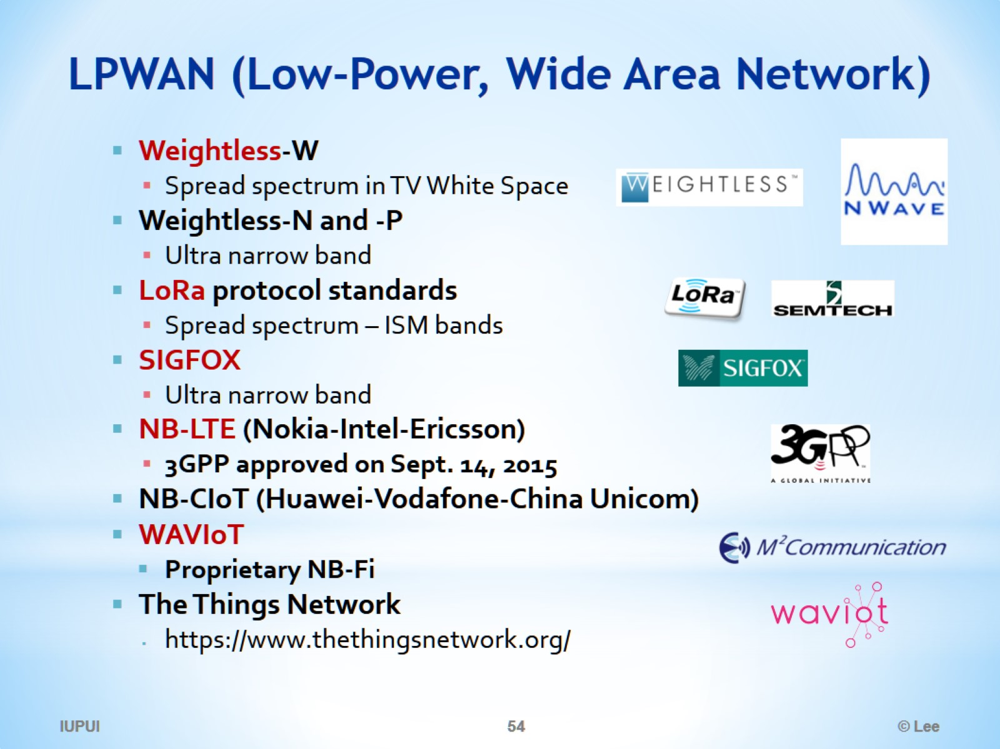 LPWAN (Low-Power, Wide Area Network)
Weightless-W
Spread spectrum in TV White Space
Weightless-N and -P
Ultra narrow band
LoRa protocol standards
Spread spectrum – ISM bands
SIGFOX
Ultra narrow band
NB-LTE (Nokia-Intel-Ericsson)
3GPP approved on Sept. 14, 2015
NB-CIoT (Huawei-Vodafone-China Unicom)
WAVIoT
Proprietary NB-Fi
The Things Network
https://www.thethingsnetwork.org/
WEIGHTLESS™
NWAVE
LoRa™
SEMTECH
SIGFOX™
3GPP™
A GLOBAL INITIATIVE
M²Communication
waviot
IUPUI
54
© Lee